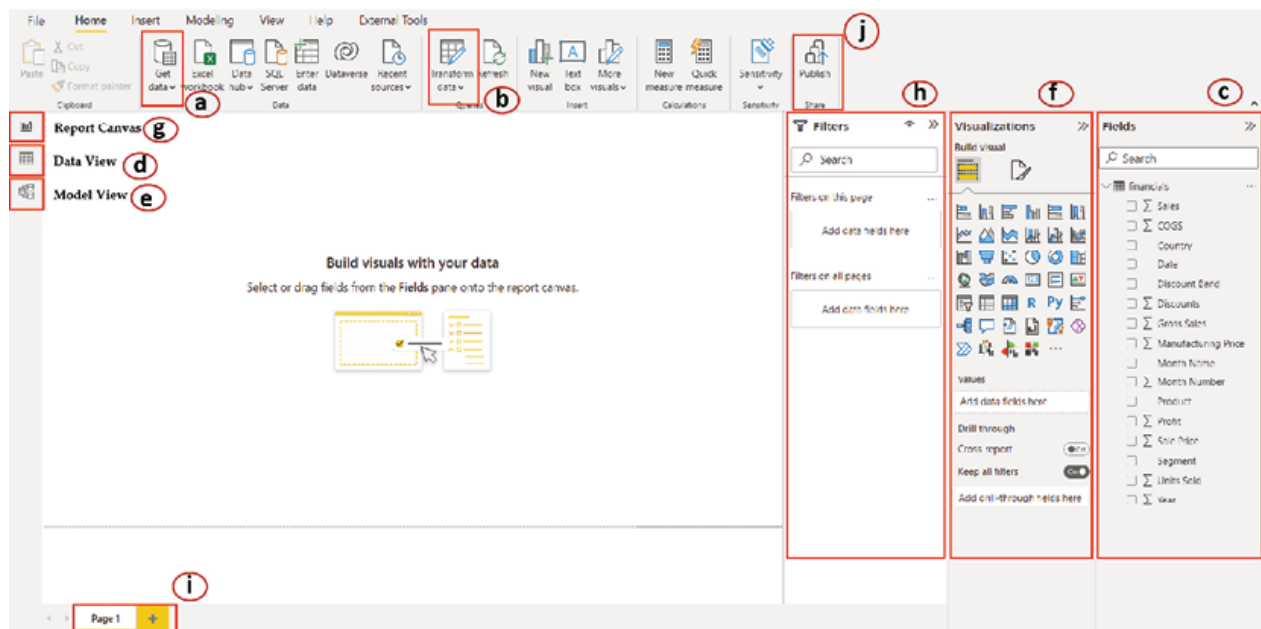 File Home Insert Modeling View Help External Tools
j
Paste
Cut
Copy
Format painter
Clipboard
Get data
Excel workbook
Data hub
SQL Server
Enter data
Dataverse
Recent sources
Data
a
Transform data
Refresh
Queries
b
New visual
Text box
More visuals
Insert
New measure
Quick measure
Calculations
Sensitivity
Sensitivity
Publish
Share
h
f
c
Report Canvas g
Data View d
Model View e
Build visuals with your data
Select or drag fields from the Fields pane onto the report canvas.
Filters
Search
Filters on this page
Add data fields here
Filters on all pages
Add data fields here
Visualizations
Build visual
R Py
Values
Add data fields here
Drill through
Cross report
Keep all filters
On
Add drill-through fields here
Fields
Search
financials
Sales
COGS
Country
Date
Discount Band
Discounts
Gross Sales
Manufacturing Price
Month Name
Month Number
Product
Profit
Sale Price
Segment
Units Sold
Year
i
Page 1 +